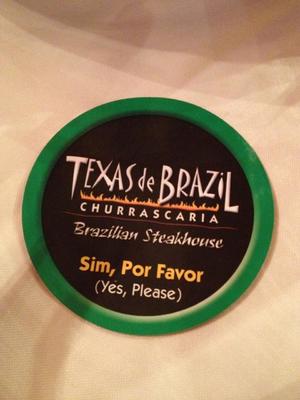 TEXAS de BRAZIL
CHURRASCARIA
Brazilian Steakhouse
Sim, Por Favor
(Yes, Please)